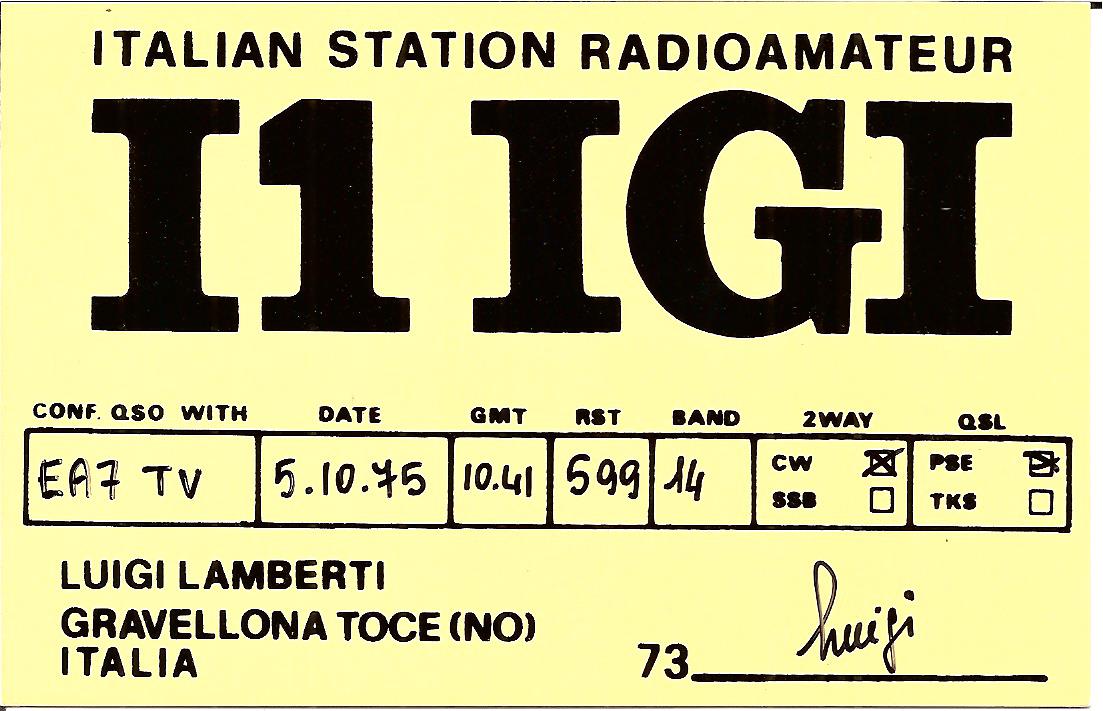 ITALIAN STATION RADIOAMATEUR
I1 IGI
CONF. QSO WITH DATE GMT RST BAND 2WAY QSL
EA7 TV 5.10.75 10.41 599 14 CW ☒ PSE ☒
SSB ☐ TKS ☐
LUIGI LAMBERTI
GRAVELLONA TOCE (NO)
ITALIA
73 Luigi